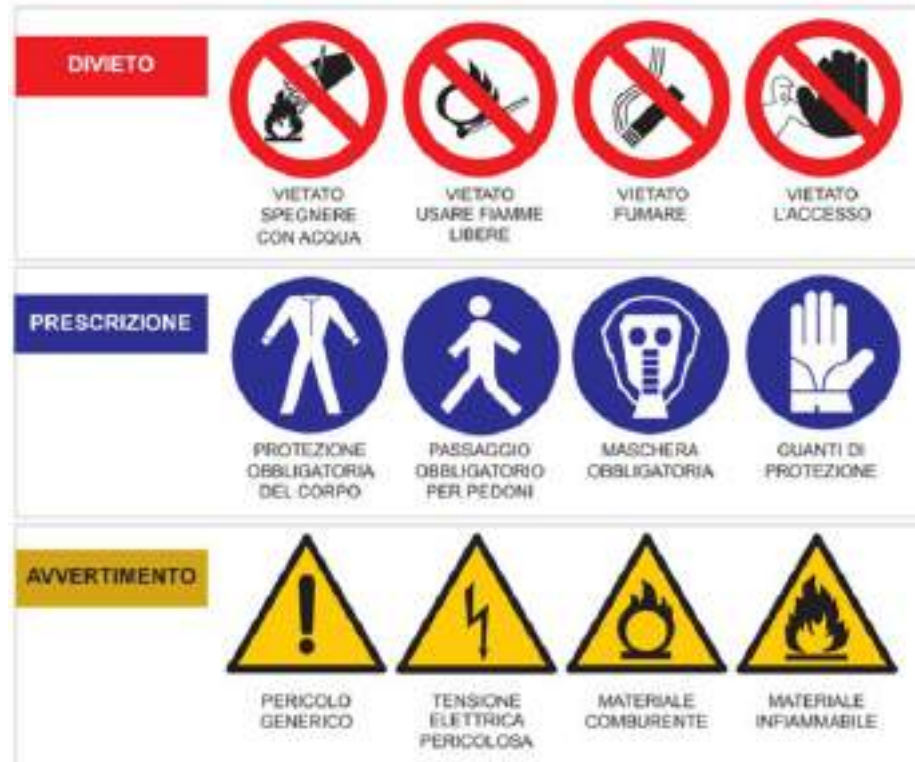 DIVIETO
VIETATO
SPEGNERE
CON ACQUA
VIETATO
USARE FIAMME
LIBERE
VIETATO
FUMARE
VIETATO
L'ACCESSO
PRESCRIZIONE
PROTEZIONE
OBBLIGATORIA
DEL CORPO
PASSAGGIO
OBBLIGATORIO
PER PEDONI
MASCHERA
OBBLIGATORIA
GUANTI DI
PROTEZIONE
AVVERTIMENTO
PERICOLO
GENERICO
TENSIONE
ELETTRICA
PERICOLOSA
MATERIALE
COMBURENTE
MATERIALE
INFIAMMABILE